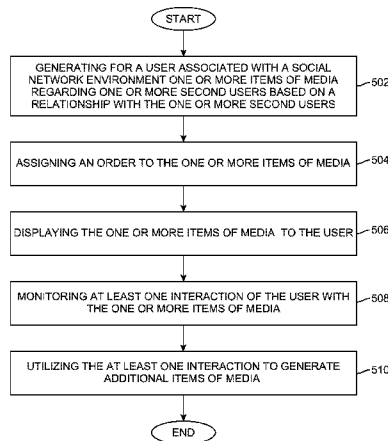 START
GENERATING FOR A USER ASSOCIATED WITH A SOCIAL
NETWORK ENVIRONMENT ONE OR MORE ITEMS OF MEDIA
REGARDING ONE OR MORE SECOND USERS BASED ON A
RELATIONSHIP WITH THE ONE OR MORE SECOND USERS
502
ASSIGNING AN ORDER TO THE ONE OR MORE ITEMS OF MEDIA
504
DISPLAYING THE ONE OR MORE ITEMS OF MEDIA TO THE USER
506
MONITORING AT LEAST ONE INTERACTION OF THE USER WITH
THE ONE OR MORE ITEMS OF MEDIA
508
UTILIZING THE AT LEAST ONE INTERACTION TO GENERATE
ADDITIONAL ITEMS OF MEDIA
510
END